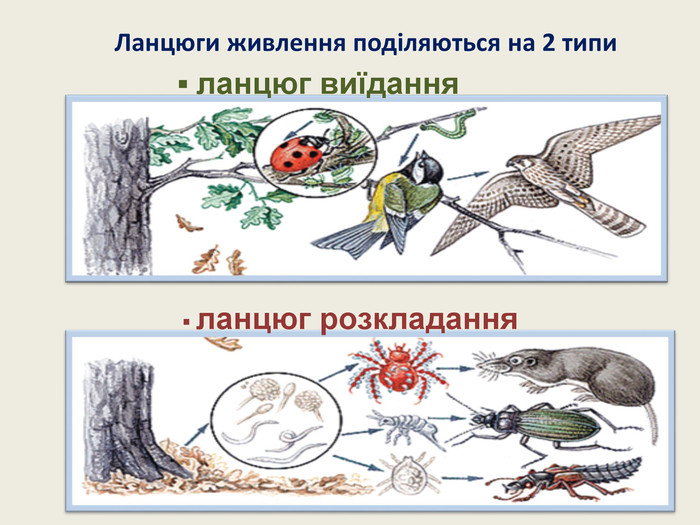 Ланцюги живлення поділяються на 2 типи
▪ ланцюг виїдання
▪ ланцюг розкладання